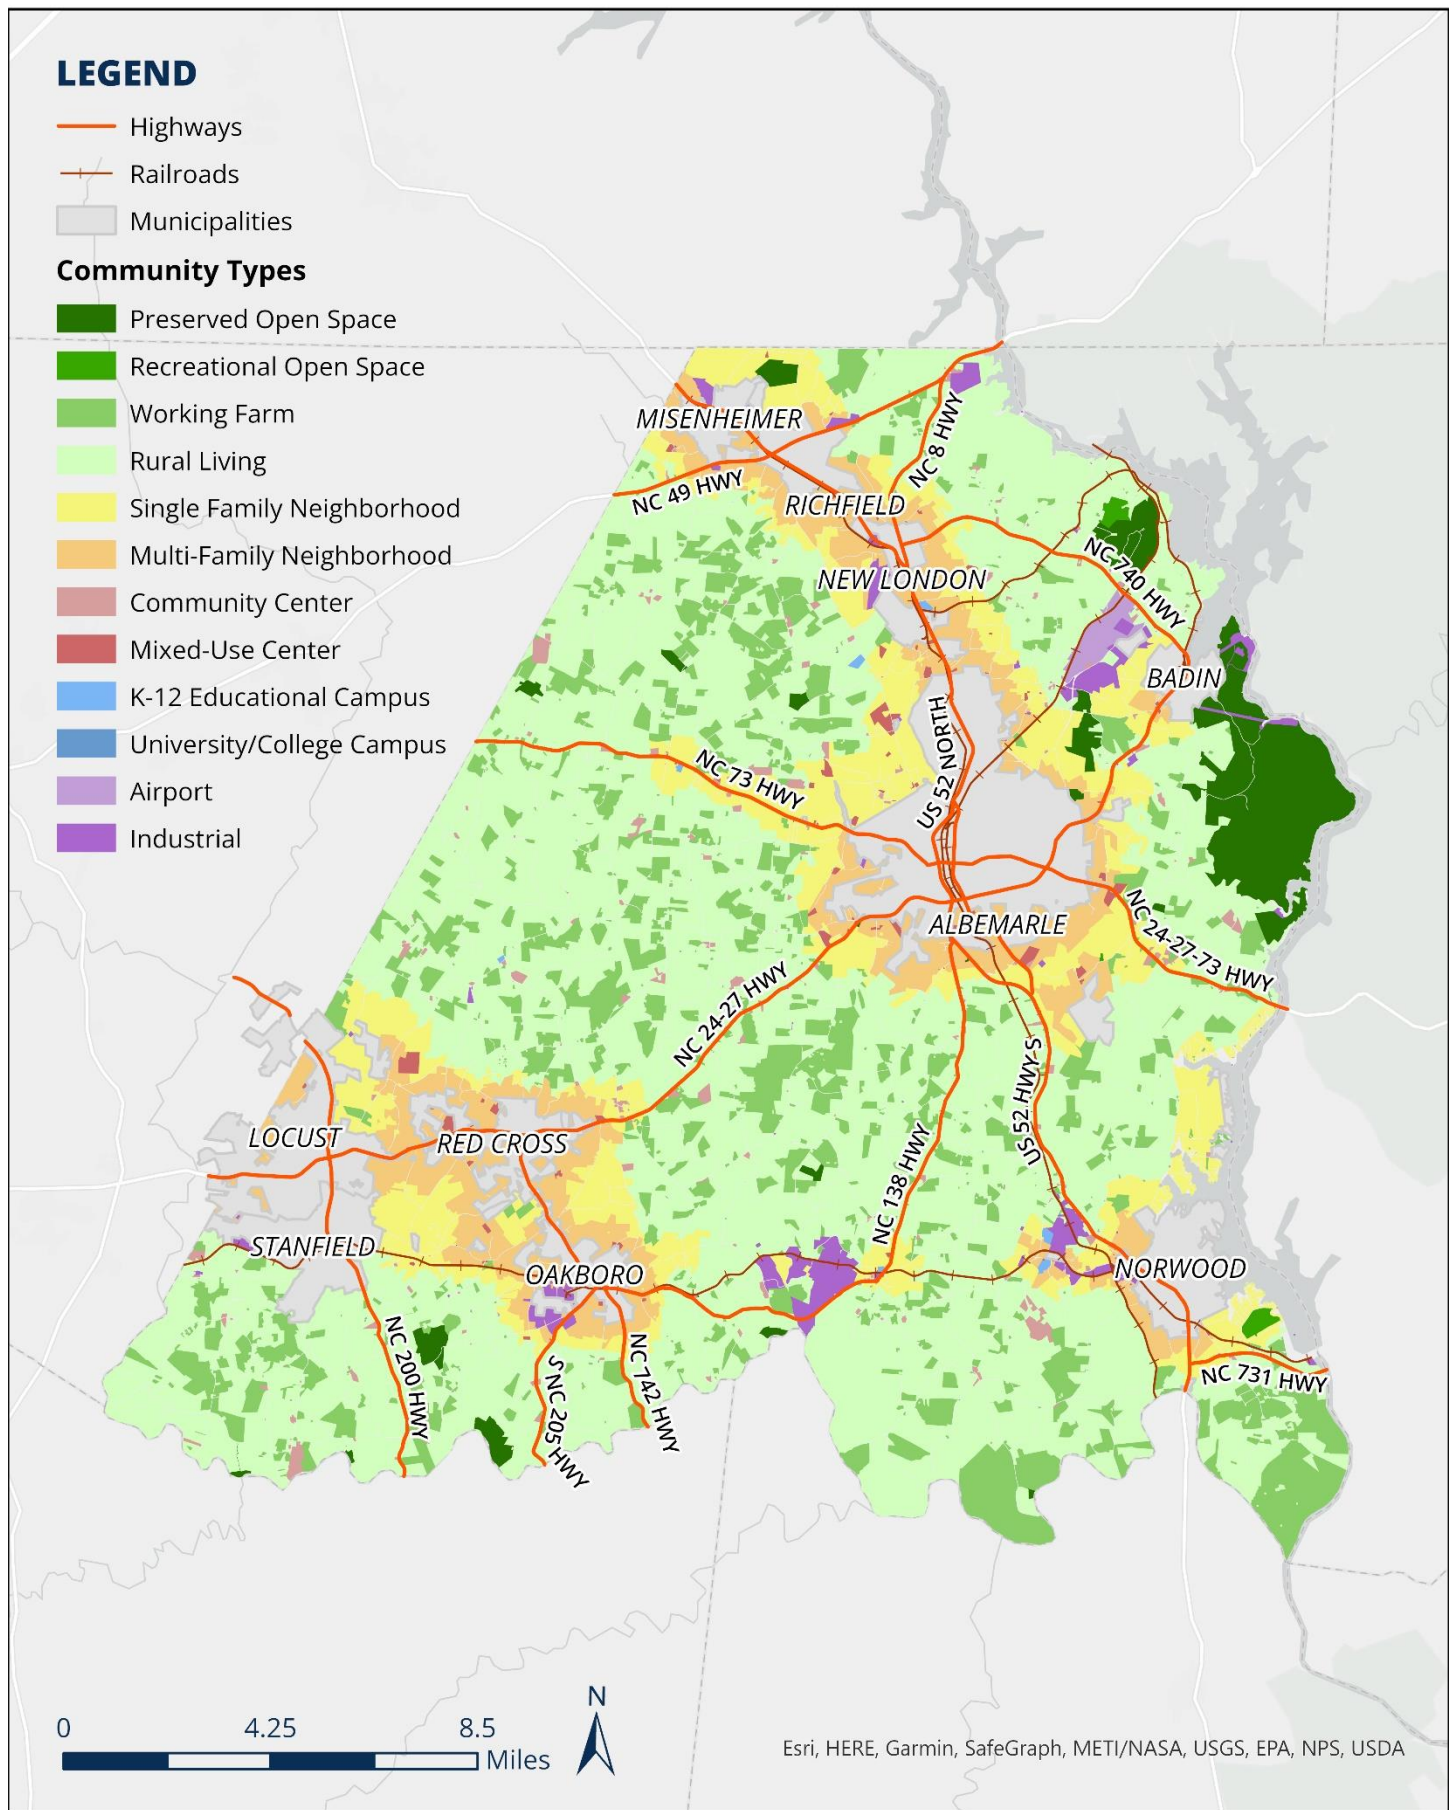 LEGEND
Highways
Railroads
Municipalities
Community Types
Preserved Open Space
Recreational Open Space
Working Farm
Rural Living
Single Family Neighborhood
Multi-Family Neighborhood
Community Center
Mixed-Use Center
K-12 Educational Campus
University/College Campus
Airport
Industrial
MISENHEIMER
NC 8 HWY
NC 49 HWY
RICHFIELD
NC 740 HWY
NEW LONDON
BADIN
US 52 NORTH
NC 73 HWY
ALBEMARLE
NC 24-27-73 HWY
NC 24-27 HWY
US 52 HWY S
LOCUST
RED CROSS
NC 138 HWY
STANFIELD
OAKBORO
NORWOOD
NC 200 HWY
S NC 205 HWY
NC 742 HWY
NC 731 HWY
N
0 4.25 8.5
Miles
Esri, HERE, Garmin, SafeGraph, METI/NASA, USGS, EPA, NPS, USDA